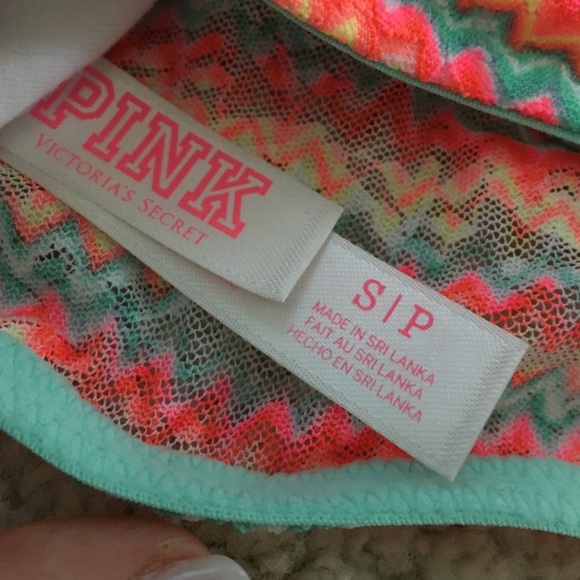 PINK
VICTORIA'S SECRET
S|P
MADE IN SRI LANKA
FAIT AU SRI LANKA
HECHO EN SRI LANKA